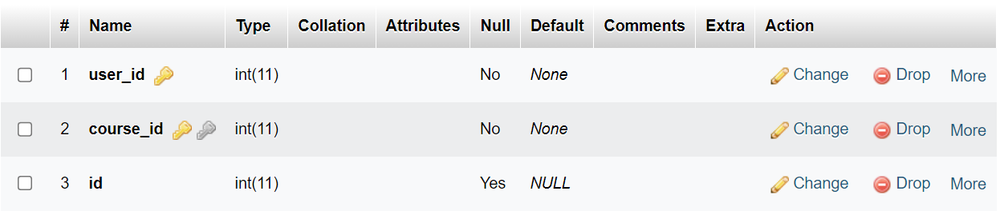 # Name Type Collation Attributes Null Default Comments Extra Action
1 user_id int(11) No None Change Drop More
2 course_id int(11) No None Change Drop More
3 id int(11) Yes NULL Change Drop More